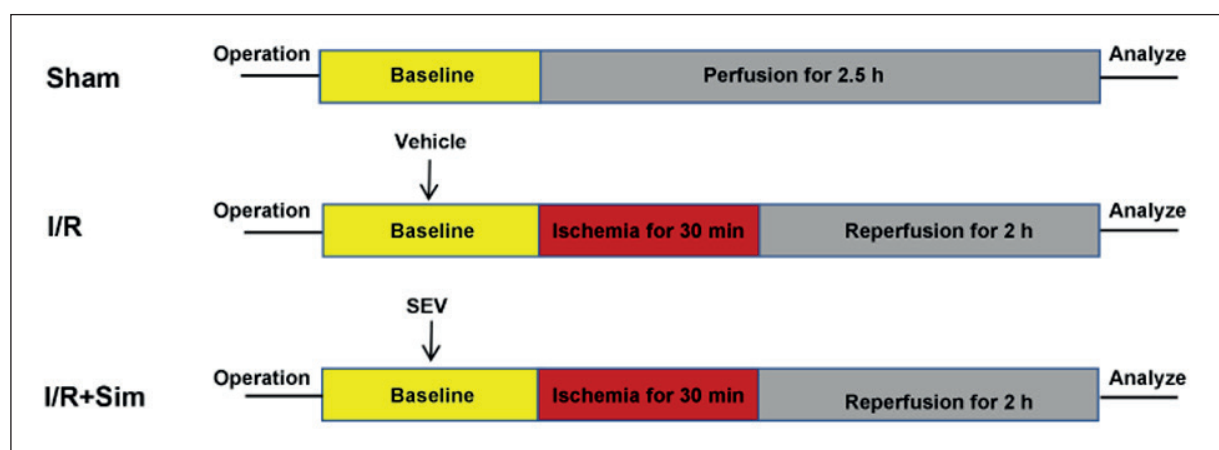 Sham
Operation
Baseline
Perfusion for 2.5 h
Analyze
Vehicle
I/R
Operation
Baseline
Ischemia for 30 min
Reperfusion for 2 h
Analyze
SEV
I/R+Sim
Operation
Baseline
Ischemia for 30 min
Reperfusion for 2 h
Analyze